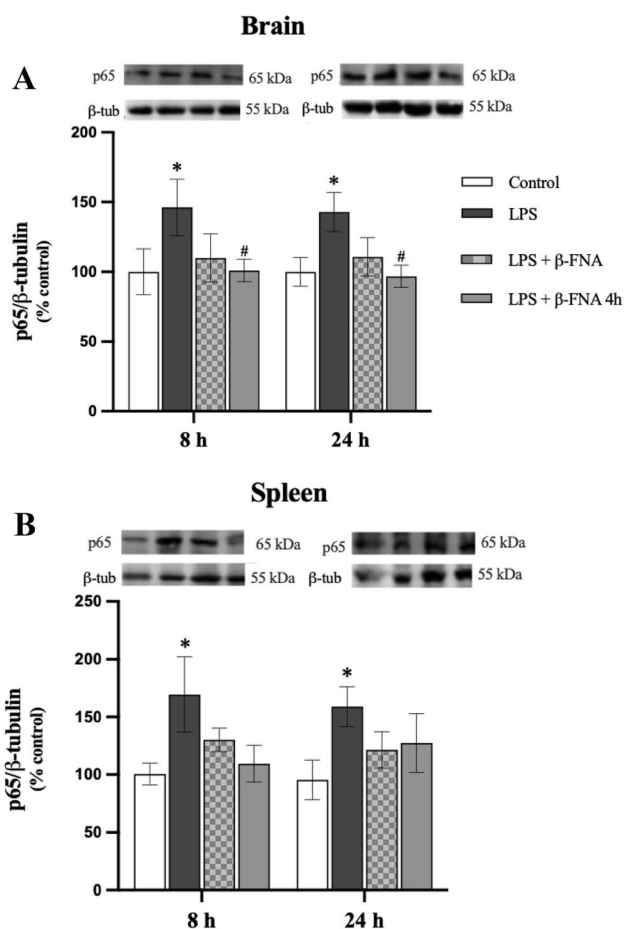 Brain
A
p65 65 kDa p65 65 kDa
β-tub 55 kDa β-tub 55 kDa
p65/β-tubulin
(% control)
200
150
100
50
0
* # * #
8 h 24 h
Control
LPS
LPS + β-FNA
LPS + β-FNA 4h
Spleen
B
p65 65 kDa p65 65 kDa
β-tub 55 kDa β-tub 55 kDa
p65/β-tubulin
(% control)
250
200
150
100
50
0
* *
8 h 24 h